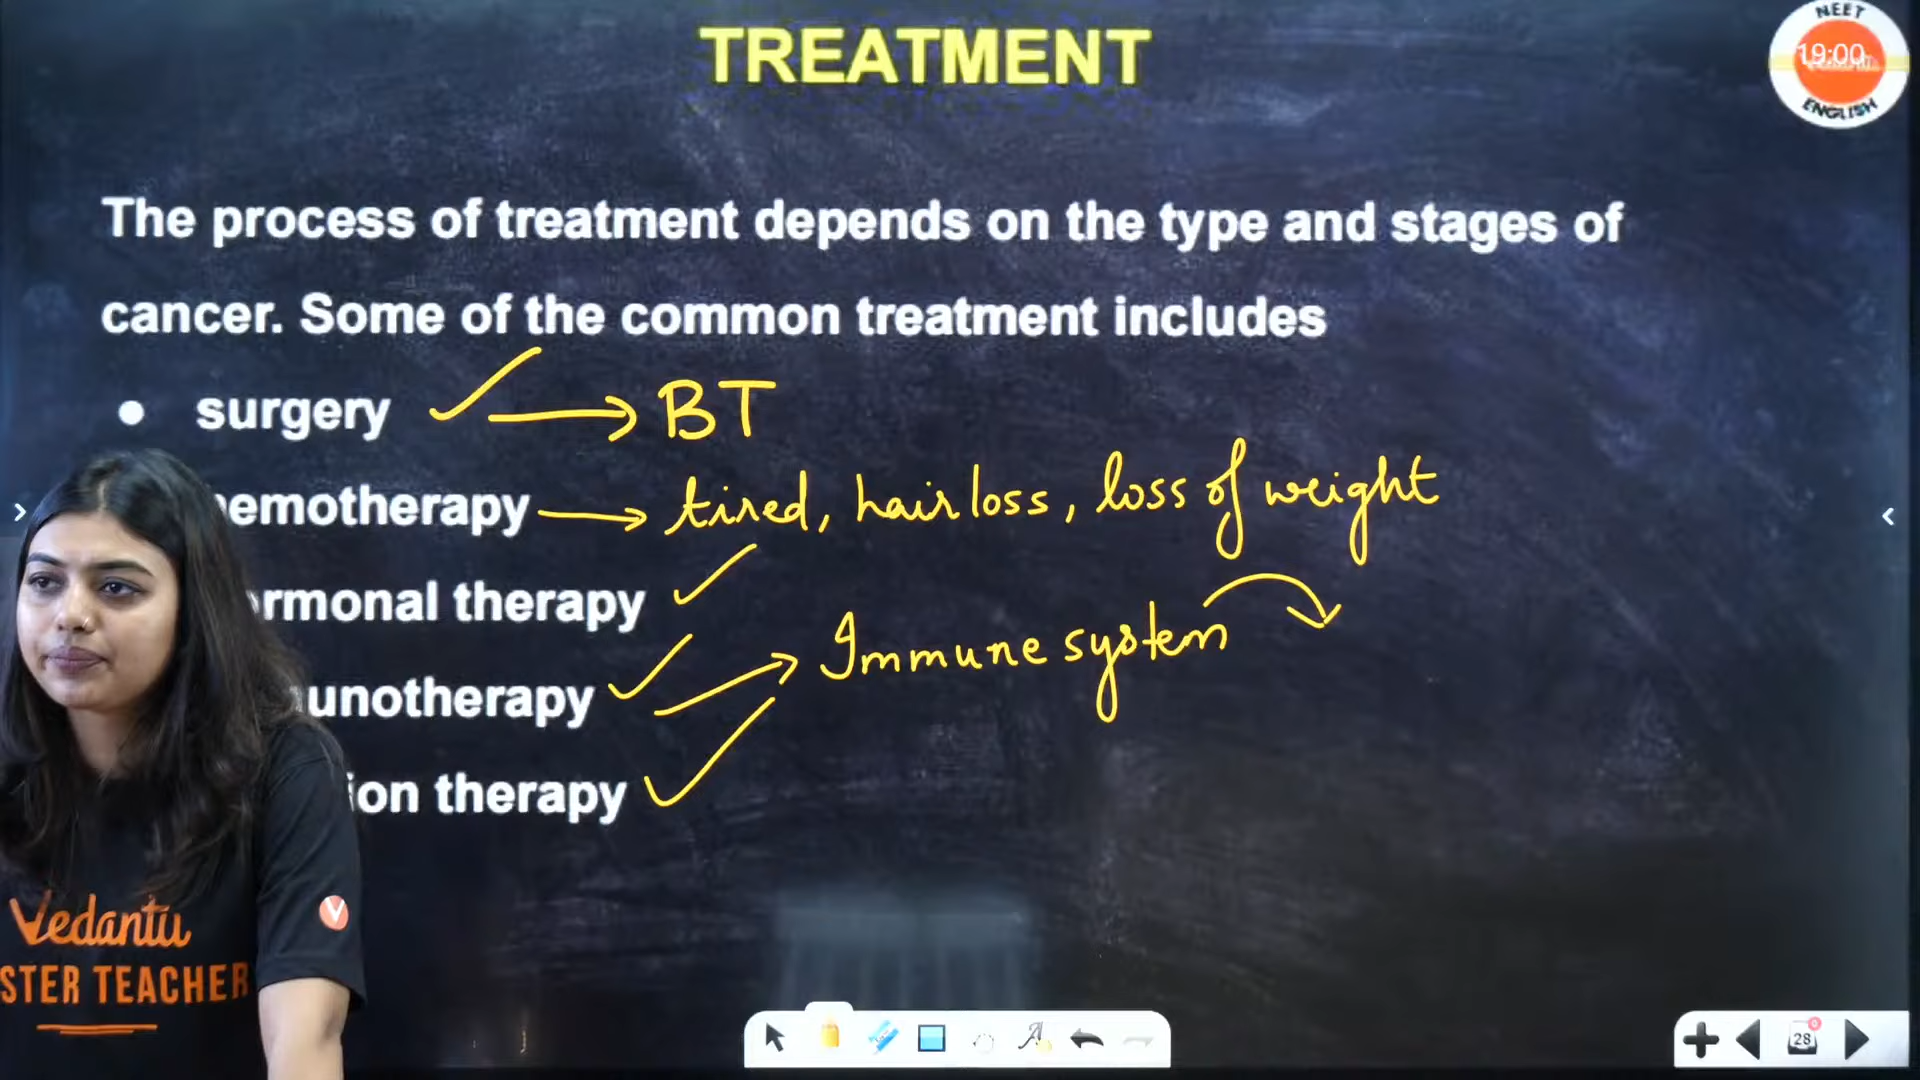 TREATMENT
NEET
19:00
ENGLISH
The process of treatment depends on the type and stages of
cancer. Some of the common treatment includes
● surgery → BT
hemotherapy → tired, hair loss, loss of weight
ormonal therapy
unotherapy → Immune system
ion therapy
Vedantu
V
STER TEACHER
28